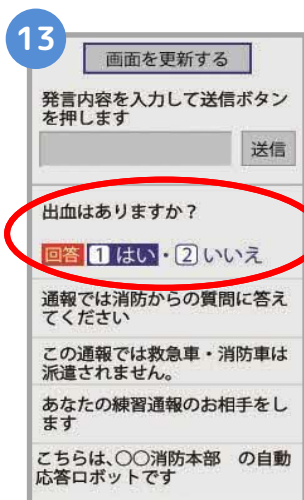 13
画面を更新する
発言内容を入力して送信ボタン
を押します
送信
出血はありますか？
回答 1 はい・2 いいえ
通報では消防からの質問に答え
てください
この通報では救急車・消防車は
派遣されません。
あなたの練習通報のお相手をし
ます
こちらは、〇〇消防本部　の自動
応答ロボットです